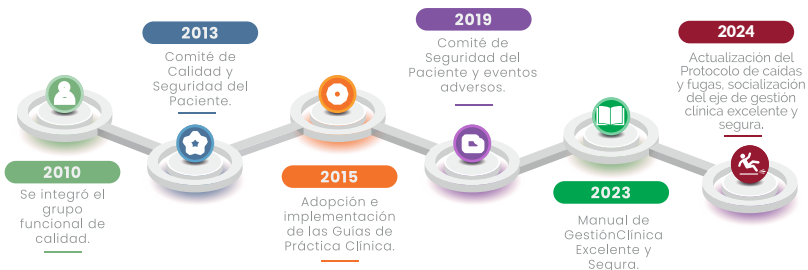 2010
Se integró el
grupo
funcional de
calidad.
2013
Comité de
Calidad y
Seguridad del
Paciente.
2015
Adopción e
implementación
de las Guías de
Práctica Clínica.
2019
Comité de
Seguridad del
Paciente y eventos
adversos.
2023
Manual de
GestiónClínica
Excelente y
Segura.
2024
Actualización del
Protocolo de caídas
y fugas, socialización
del eje de gestión
clínica excelente y
segura.